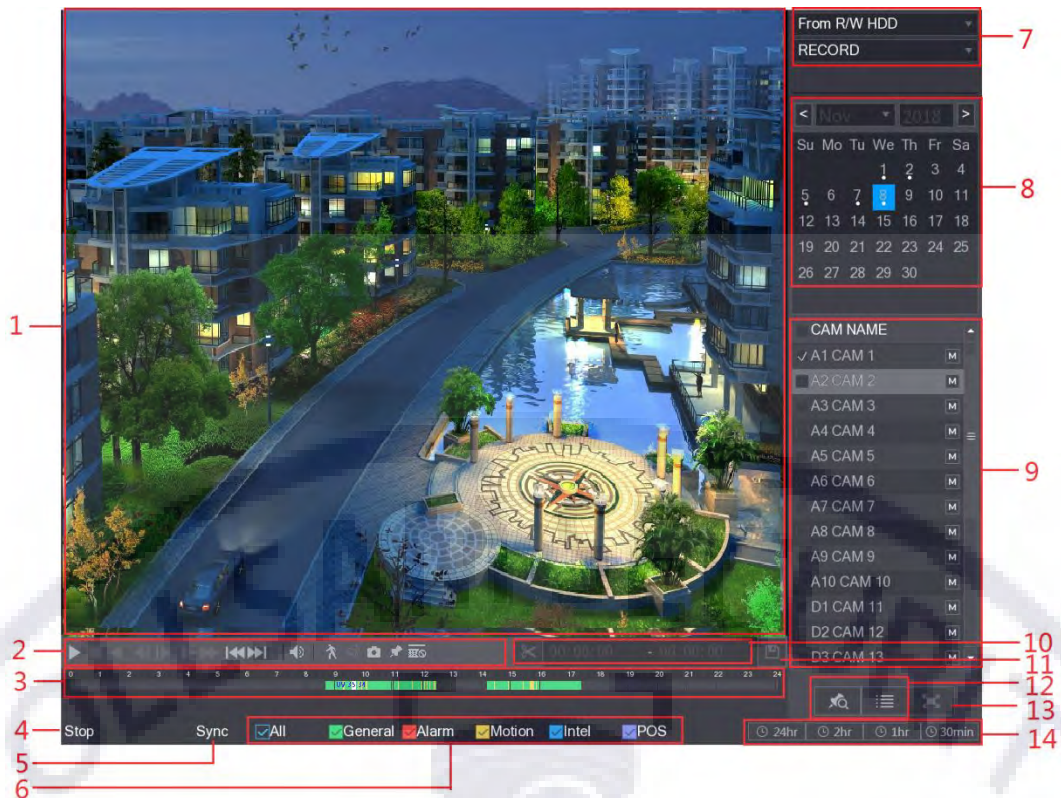 From R/W HDD
RECORD
7
< Nov 2018 >
Su Mo Tu We Th Fr Sa
1 2 3 4
5 6 7 8 9 10 11
12 13 14 15 16 17 18
19 20 21 22 23 24 25
26 27 28 29 30
8
1
CAM NAME
A1 CAM 1 M
A2 CAM 2 M
A3 CAM 3 M
A4 CAM 4 M
A5 CAM 5 M
A6 CAM 6 M
A7 CAM 7 M
A8 CAM 8 M
A9 CAM 9 M
A10 CAM 10 M
D1 CAM 11 M
D2 CAM 12 M
D3 CAM 13 M
9
2
00:00:00 - 00:00:00
10
11
3
0 1 2 3 4 5 6 7 8 9 10 11 12 13 14 15 16 17 18 19 20 21 22 23 24
12
13
4
Stop Sync All General Alarm Motion Intel POS
24hr 2hr 1hr 30min
14
5
6